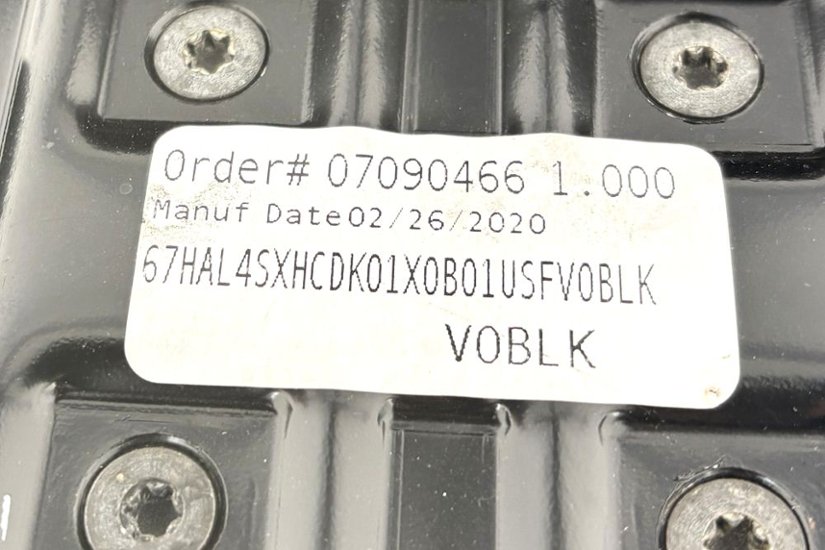 Order# 07090466 1.000
Manuf Date02/26/2020
67HAL4SXHCDK01X0B01USFV0BLK
V0BLK